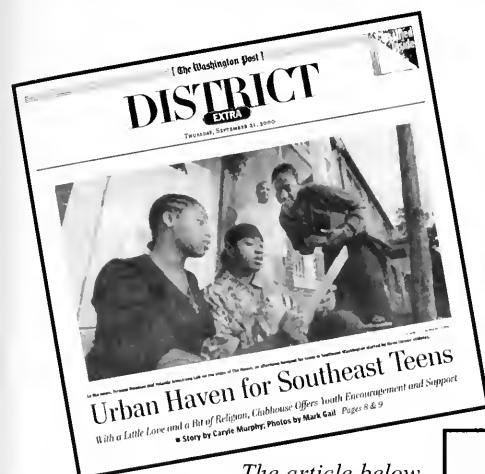 [ The Washington Post ]
DISTRICT
EXTRA
THURSDAY, SEPTEMBER 21, 2000
Urban Haven for Southeast Teens
With a Little Love and a Bit of Religion, Clubhouse Offers Youth Encouragement and Support
■ Story by Caryle Murphy; Photos by Mark Gail Pages 8 & 9
The article below